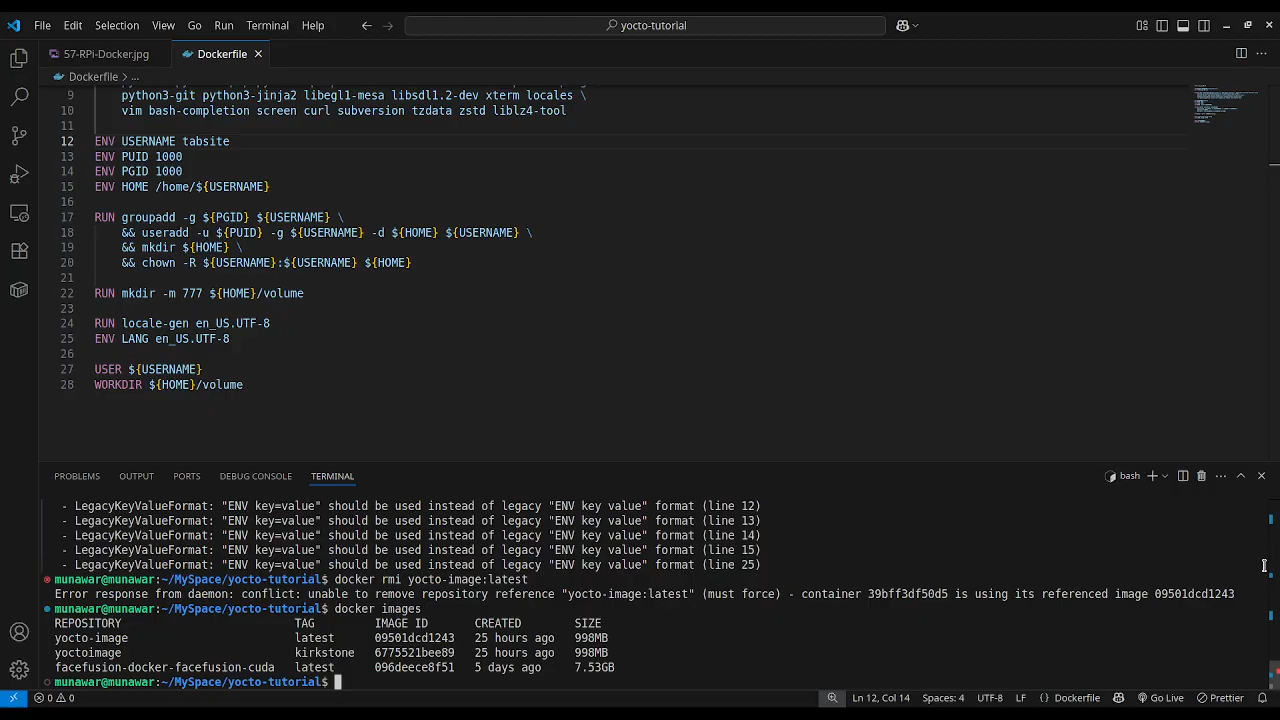 File Edit Selection View Go Run Terminal Help
yocto-tutorial
57-RPi-Docker.jpg
Dockerfile
Dockerfile > ...
9 python3-git python3-jinja2 libegl1-mesa libsdl1.2-dev xterm locales \
10 vim bash-completion screen curl subversion tzdata zstd liblz4-tool
11
12 ENV USERNAME tabsite
13 ENV PUID 1000
14 ENV PGID 1000
15 ENV HOME /home/${USERNAME}
16
17 RUN groupadd -g ${PGID} ${USERNAME} \
18 && useradd -u ${PUID} -g ${USERNAME} -d ${HOME} ${USERNAME} \
19 && mkdir ${HOME} \
20 && chown -R ${USERNAME}:${USERNAME} ${HOME}
21
22 RUN mkdir -m 777 ${HOME}/volume
23
24 RUN locale-gen en_US.UTF-8
25 ENV LANG en_US.UTF-8
26
27 USER ${USERNAME}
28 WORKDIR ${HOME}/volume
PROBLEMS OUTPUT PORTS DEBUG CONSOLE TERMINAL
bash
- LegacyKeyValueFormat: "ENV key=value" should be used instead of legacy "ENV key value" format (line 12)
- LegacyKeyValueFormat: "ENV key=value" should be used instead of legacy "ENV key value" format (line 13)
- LegacyKeyValueFormat: "ENV key=value" should be used instead of legacy "ENV key value" format (line 14)
- LegacyKeyValueFormat: "ENV key=value" should be used instead of legacy "ENV key value" format (line 15)
- LegacyKeyValueFormat: "ENV key=value" should be used instead of legacy "ENV key value" format (line 25)
munawar@munawar:~/MySpace/yocto-tutorial$ docker rmi yocto-image:latest
Error response from daemon: conflict: unable to remove repository reference "yocto-image:latest" (must force) - container 39bff3df50d5 is using its referenced image 09501dcd1243
munawar@munawar:~/MySpace/yocto-tutorial$ docker images
REPOSITORY TAG IMAGE ID CREATED SIZE
yocto-image latest 09501dcd1243 25 hours ago 998MB
yoctoimage kirkstone 6775521bee89 25 hours ago 998MB
facefusion-docker-facefusion-cuda latest 096deece8f51 5 days ago 7.53GB
munawar@munawar:~/MySpace/yocto-tutorial$
0 0 Ln 12, Col 14 Spaces: 4 UTF-8 LF {} Dockerfile Go Live Prettier